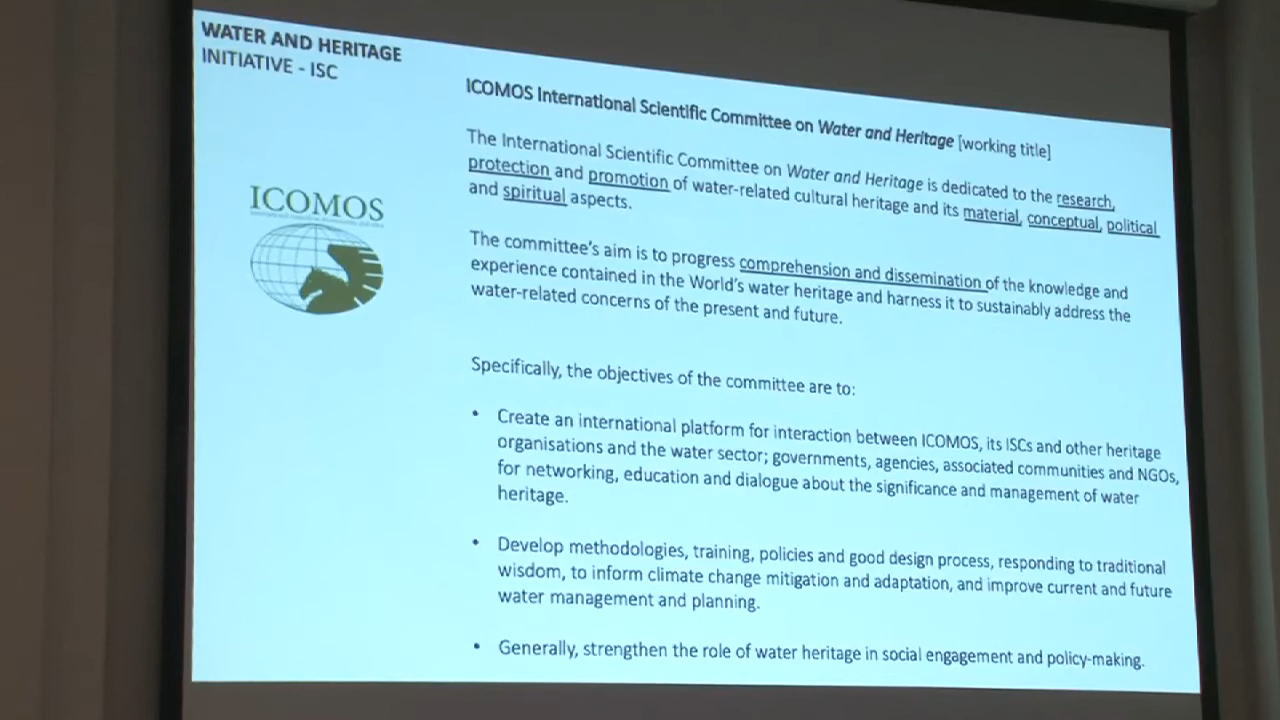 WATER AND HERITAGE
INITIATIVE - ISC
ICOMOS International Scientific Committee on Water and Heritage [working title]
The International Scientific Committee on Water and Heritage is dedicated to the research,
protection and promotion of water-related cultural heritage and its material, conceptual, political
and spiritual aspects.
ICOMOS
The committee's aim is to progress comprehension and dissemination of the knowledge and
experience contained in the World's water heritage and harness it to sustainably address the
water-related concerns of the present and future.
Specifically, the objectives of the committee are to:
• Create an international platform for interaction between ICOMOS, its ISCs and other heritage
organisations and the water sector; governments, agencies, associated communities and NGOs,
for networking, education and dialogue about the significance and management of water
heritage.
• Develop methodologies, training, policies and good design process, responding to traditional
wisdom, to inform climate change mitigation and adaptation, and improve current and future
water management and planning.
• Generally, strengthen the role of water heritage in social engagement and policy-making.